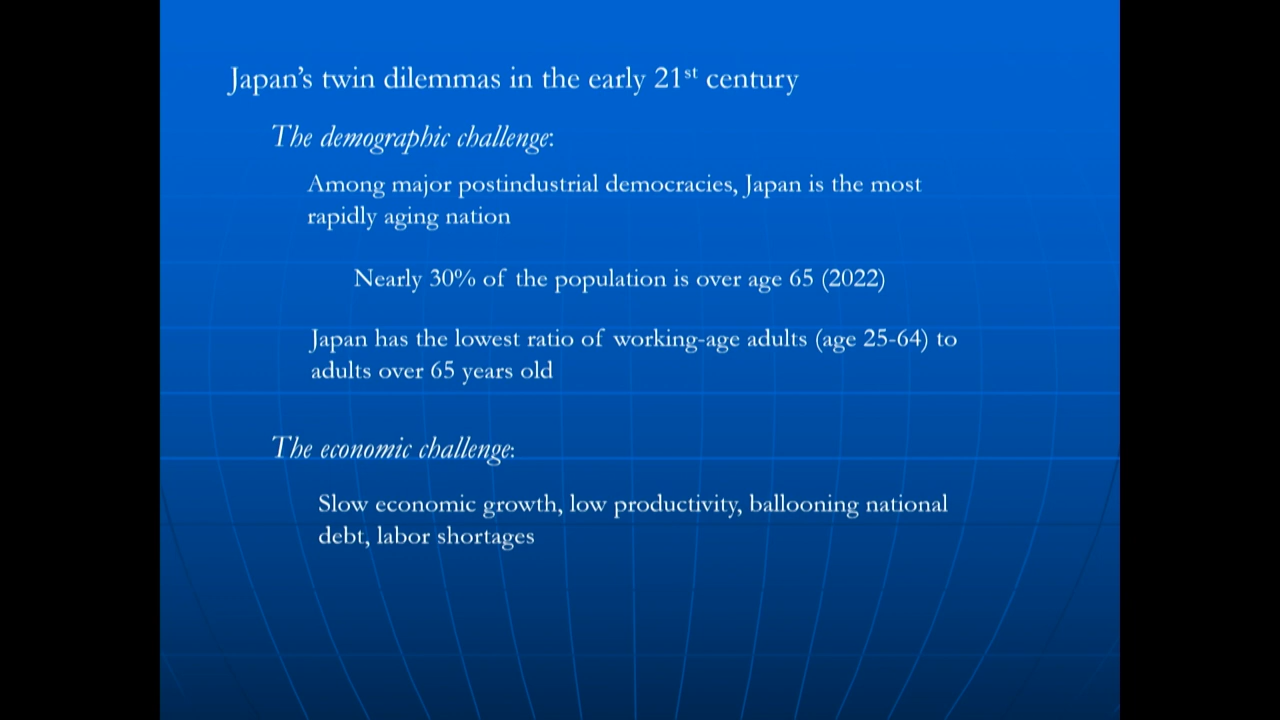 Japan’s twin dilemmas in the early 21st century
The demographic challenge:
Among major postindustrial democracies, Japan is the most
rapidly aging nation
Nearly 30% of the population is over age 65 (2022)
Japan has the lowest ratio of working-age adults (age 25-64) to
adults over 65 years old
The economic challenge:
Slow economic growth, low productivity, ballooning national
debt, labor shortages